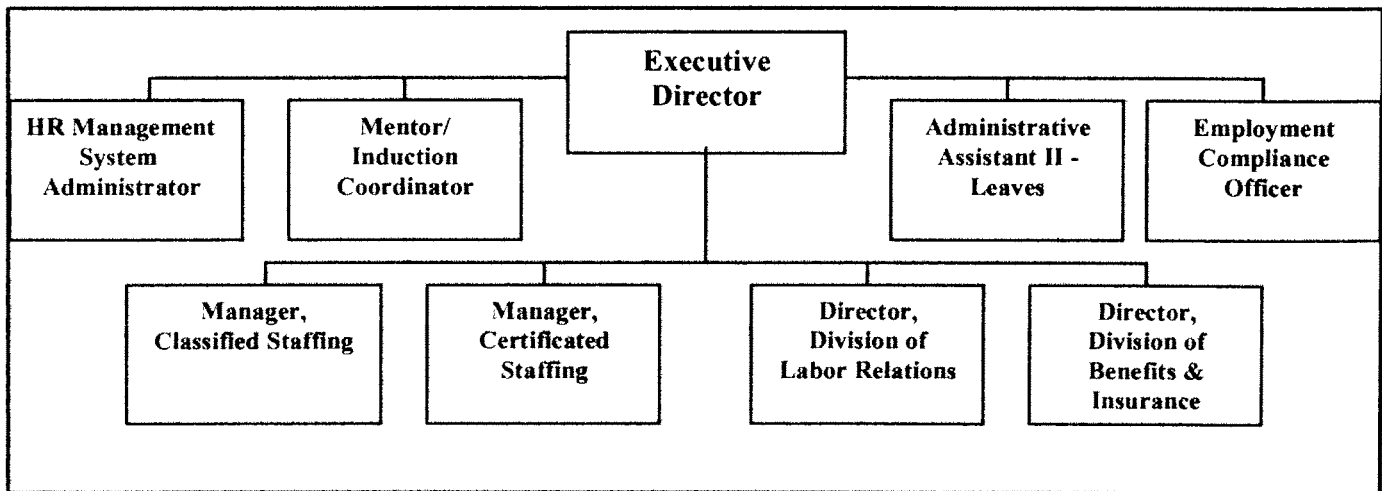 Executive
Director
HR Management
System
Administrator
Mentor/
Induction
Coordinator
Administrative
Assistant II -
Leaves
Employment
Compliance
Officer
Manager,
Classified Staffing
Manager,
Certificated
Staffing
Director,
Division of
Labor Relations
Director,
Division of
Benefits &
Insurance